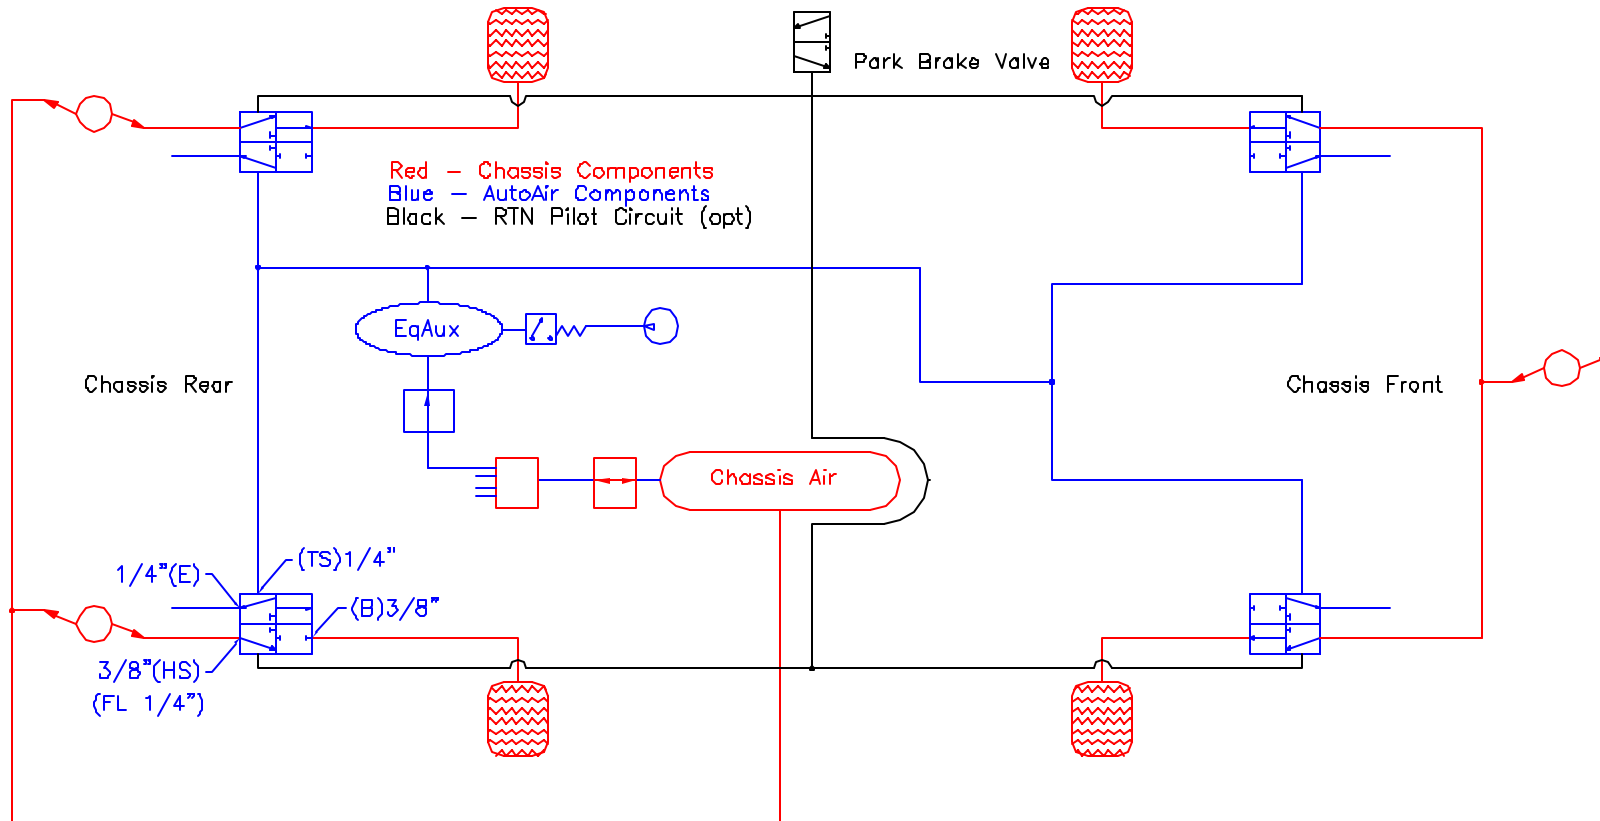 Park Brake Valve
Red - Chassis Components
Blue - AutoAir Components
Black - RTN Pilot Circuit (opt)
EqAux
Chassis Rear
Chassis Front
Chassis Air
(TS)1/4"
1/4"(E)
(B)3/8"
3/8"(HS)
(FL 1/4")